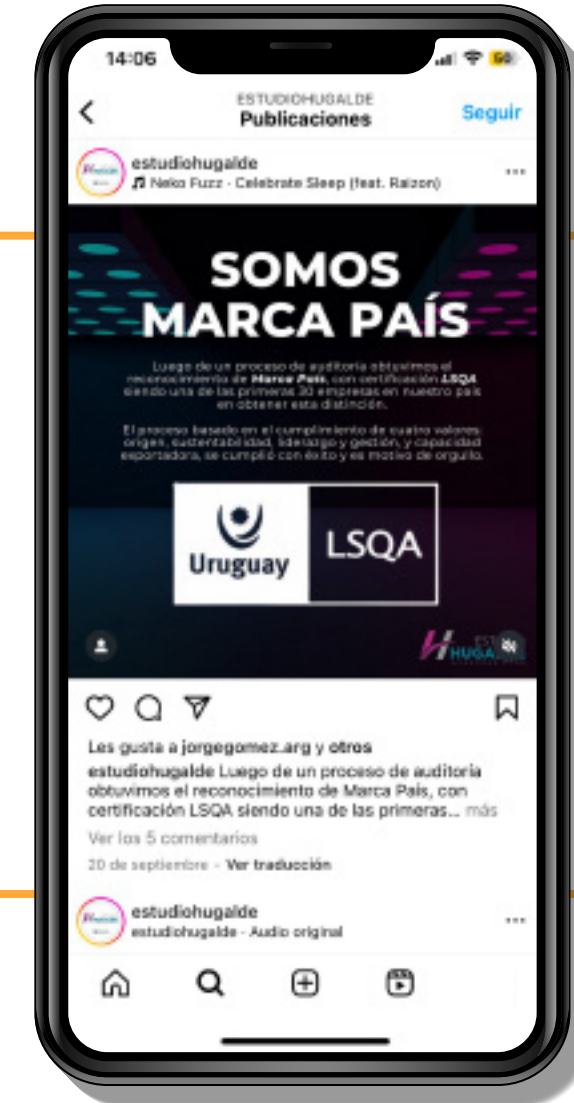 14:06
ESTUDIOHUGALDE
Publicaciones
Seguir
estudiohugalde
Neko Fuzz · Celebrate Sleep (feat. Raizon)
SOMOS
MARCA PAÍS
Luego de un proceso de auditoría obtuvimos el
reconocimiento de Marca País, con certificación LSQA
siendo una de las primeras 30 empresas en nuestro país
en obtener esta distinción.
El proceso basado en el cumplimiento de cuatro valores:
origen, sustentabilidad, liderazgo y gestión, y capacidad
exportadora, se cumplió con éxito y es motivo de orgullo.
Uruguay
LSQA
Les gusta a jorgegomez.arg y otros
estudiohugalde Luego de un proceso de auditoría
obtuvimos el reconocimiento de Marca País, con
certificación LSQA siendo una de las primeras... más
Ver los 5 comentarios
20 de septiembre · Ver traducción
estudiohugalde
estudiohugalde · Audio original